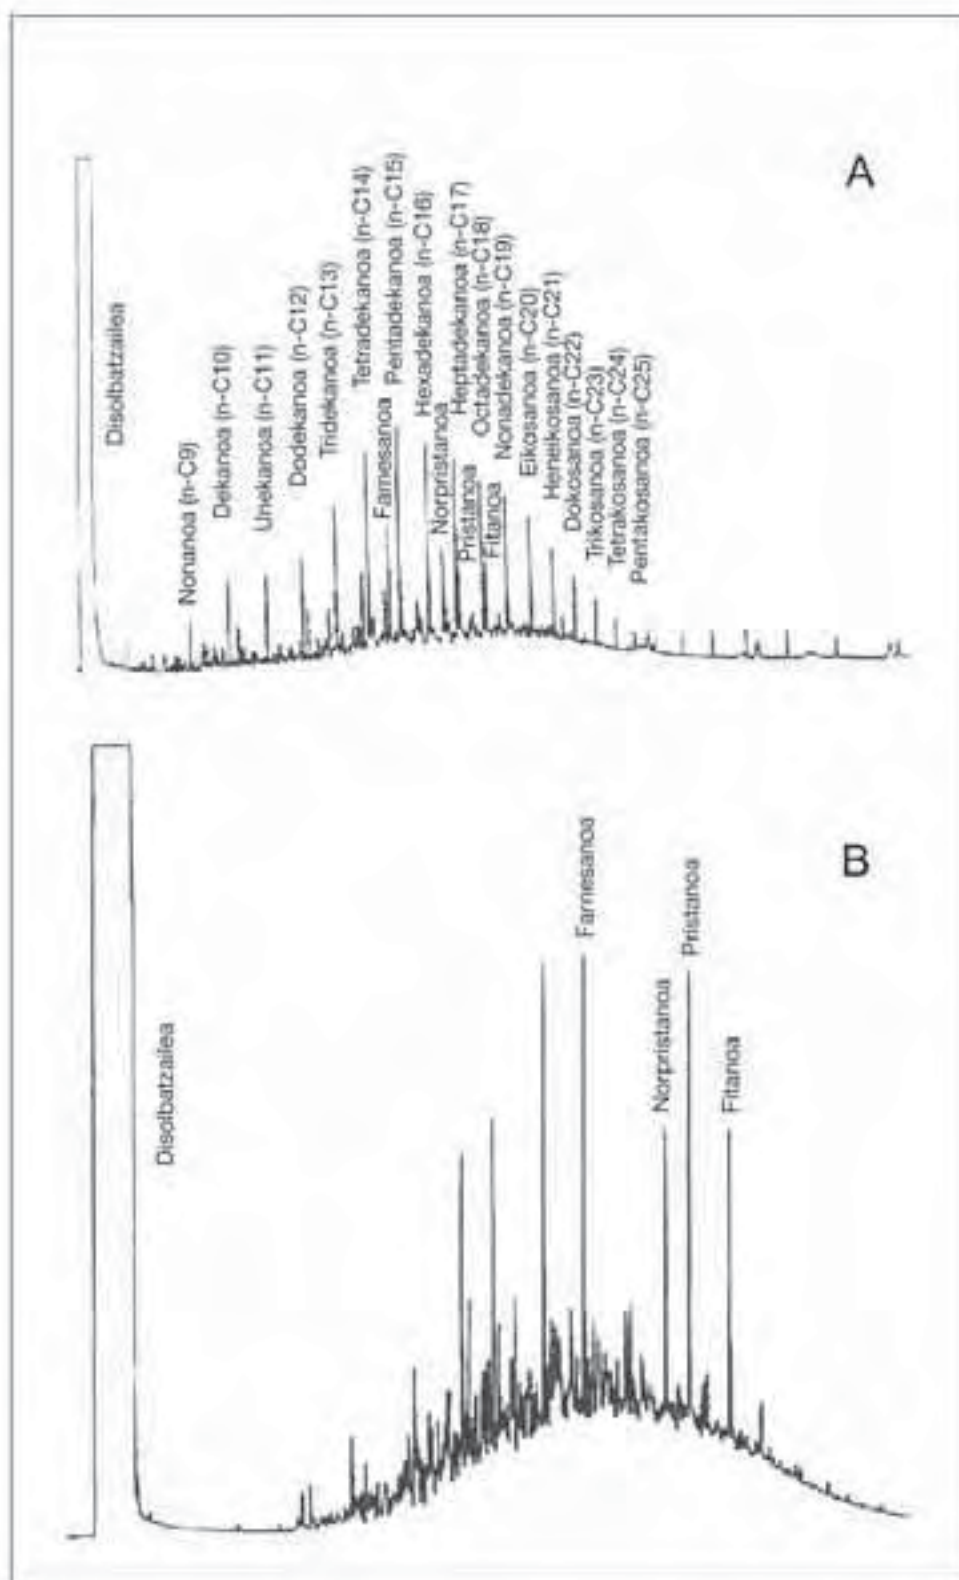 A
Disolbatzailea
Nonanoa (n-C9)
Dekanoa (n-C10)
Unekanoa (n-C11)
Dodekanoa (n-C12)
Tridekanoa (n-C13)
Tetradekanoa (n-C14)
Farnesanoa
Pentadekanoa (n-C15)
Hexadekanoa (n-C16)
Norpristanoa
Heptadekanoa (n-C17)
Pristanoa
Octadekanoa (n-C18)
Fitanoa
Nonadekanoa (n-C19)
Eikosanoa (n-C20)
Heneikosanoa (n-C21)
Dokosanoa (n-C22)
Trikosanoa (n-C23)
Tetrakosanoa (n-C24)
Pentakosanoa (n-C25)
B
Disolbatzailea
Farnesanoa
Norpristanoa
Pristanoa
Fitanoa